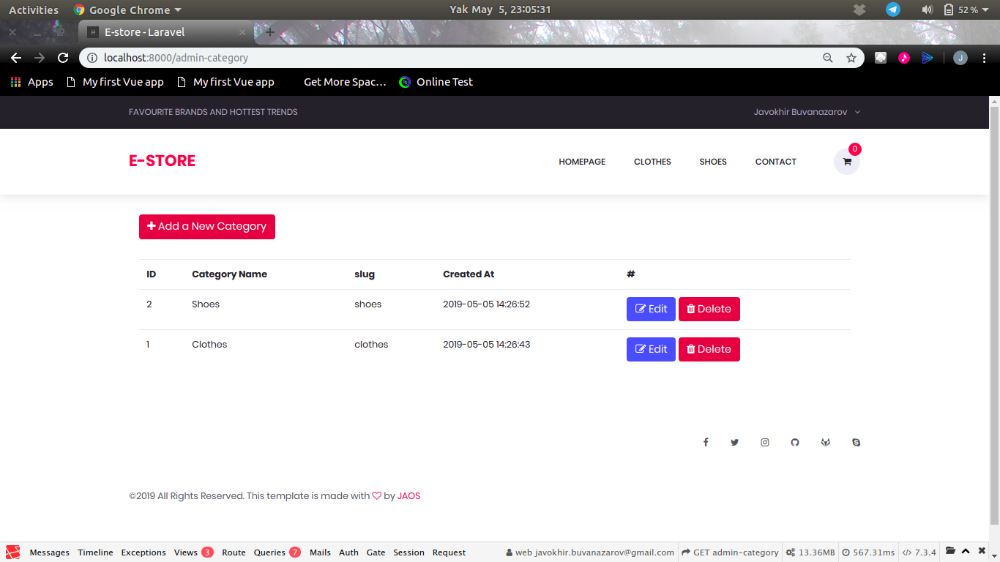 Activities Google Chrome Yak May 5, 23:05:31 52%
E-store - Laravel
localhost:8000/admin-category J
Apps My first Vue app My first Vue app Get More Spac… Online Test
FAVOURITE BRANDS AND HOTTEST TRENDS Javokhir Buvanazarov
E-STORE HOMEPAGE CLOTHES SHOES CONTACT 0
Add a New Category
ID Category Name slug Created At #
2 Shoes shoes 2019-05-05 14:26:52 Edit Delete
1 Clothes clothes 2019-05-05 14:26:43 Edit Delete
©2019 All Rights Reserved. This template is made with by JAOS
Messages Timeline Exceptions Views 3 Route Queries 7 Mails Auth Gate Session Request web javokhir.buvanazarov@gmail.com GET admin-category 13.36MB 567.31ms 7.3.4